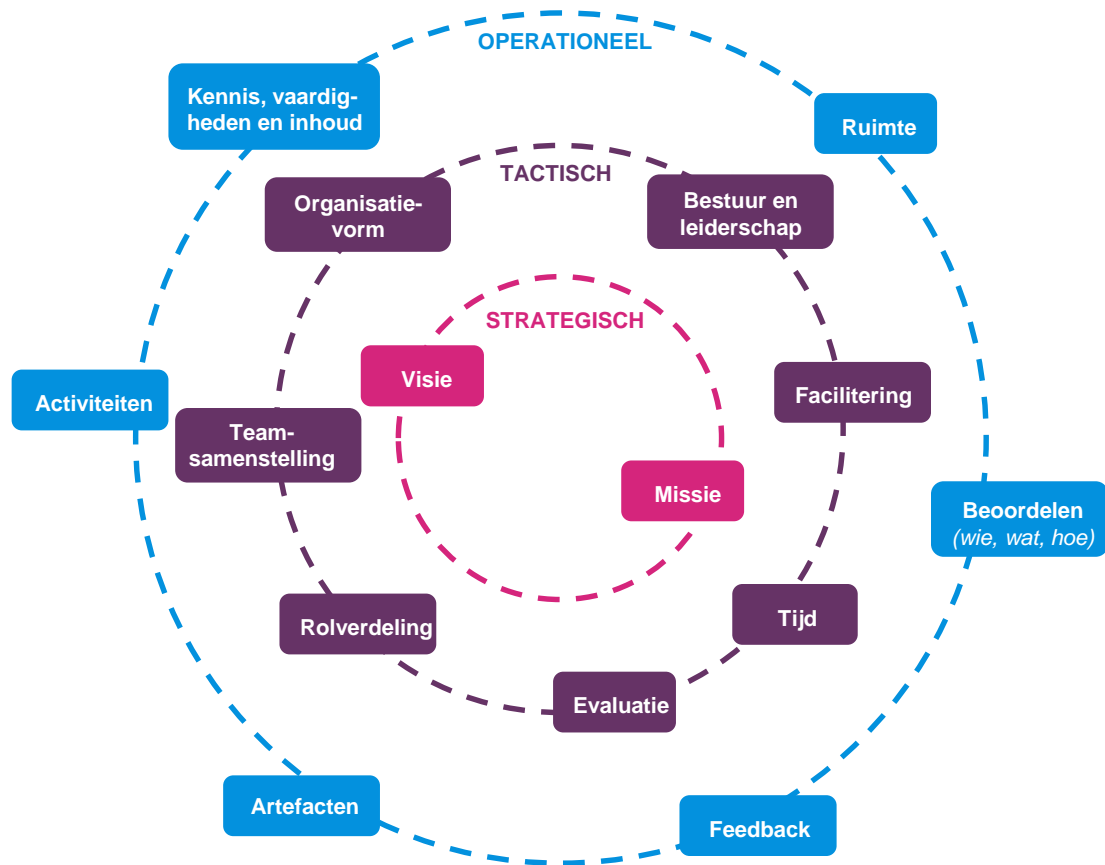 OPERATIONEEL
Kennis, vaardig-
heden en inhoud
Ruimte
TACTISCH
Organisatie-
vorm
Bestuur en
leiderschap
STRATEGISCH
Visie
Facilitering
Activiteiten
Team-
samenstelling
Missie
Beoordelen
(wie, wat, hoe)
Rolverdeling
Tijd
Evaluatie
Artefacten
Feedback